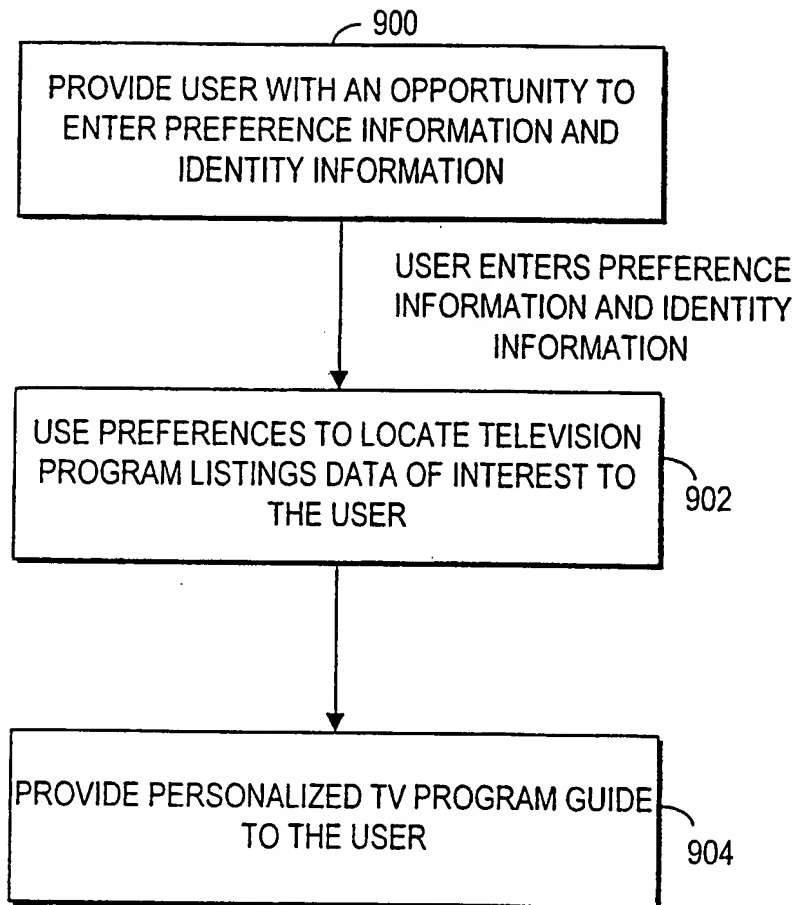 900
PROVIDE USER WITH AN OPPORTUNITY TO
ENTER PREFERENCE INFORMATION AND
IDENTITY INFORMATION
USER ENTERS PREFERENCE
INFORMATION AND IDENTITY
INFORMATION
USE PREFERENCES TO LOCATE TELEVISION
PROGRAM LISTINGS DATA OF INTEREST TO
THE USER
902
PROVIDE PERSONALIZED TV PROGRAM GUIDE
TO THE USER
904